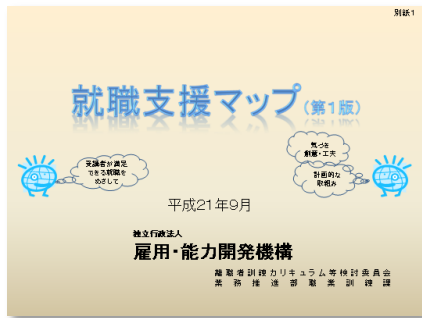 別紙1
就職支援マップ(第1版)
受講者が満足
できる就職を
めざして
気づき
創意・工夫
計画的な
取組み
平成21年9月
独立行政法人
雇用・能力開発機構
離職者訓練カリキュラム等検討委員会
業務推進部職業訓練課